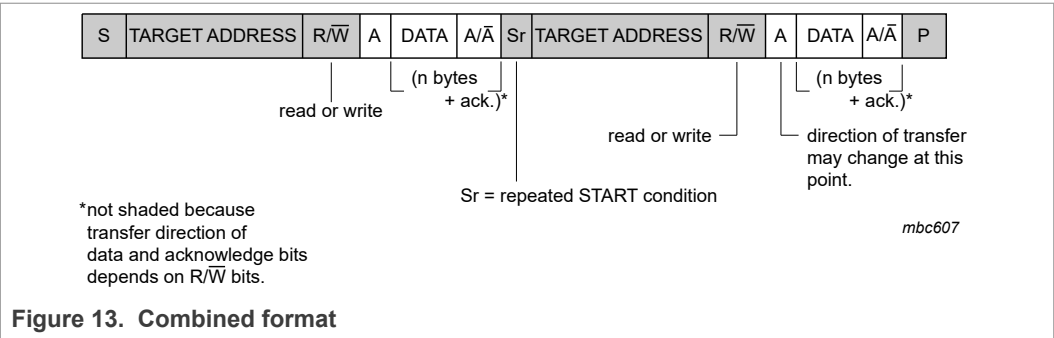 S TARGET ADDRESS R/W̅ A DATA A/A̅ Sr TARGET ADDRESS R/W̅ A DATA A/A̅ P
(n bytes
+ ack.)*
(n bytes
+ ack.)*
read or write
read or write
direction of transfer
may change at this
point.
Sr = repeated START condition
*not shaded because
transfer direction of
data and acknowledge bits
depends on R/W̅ bits.
mbc607
Figure 13. Combined format